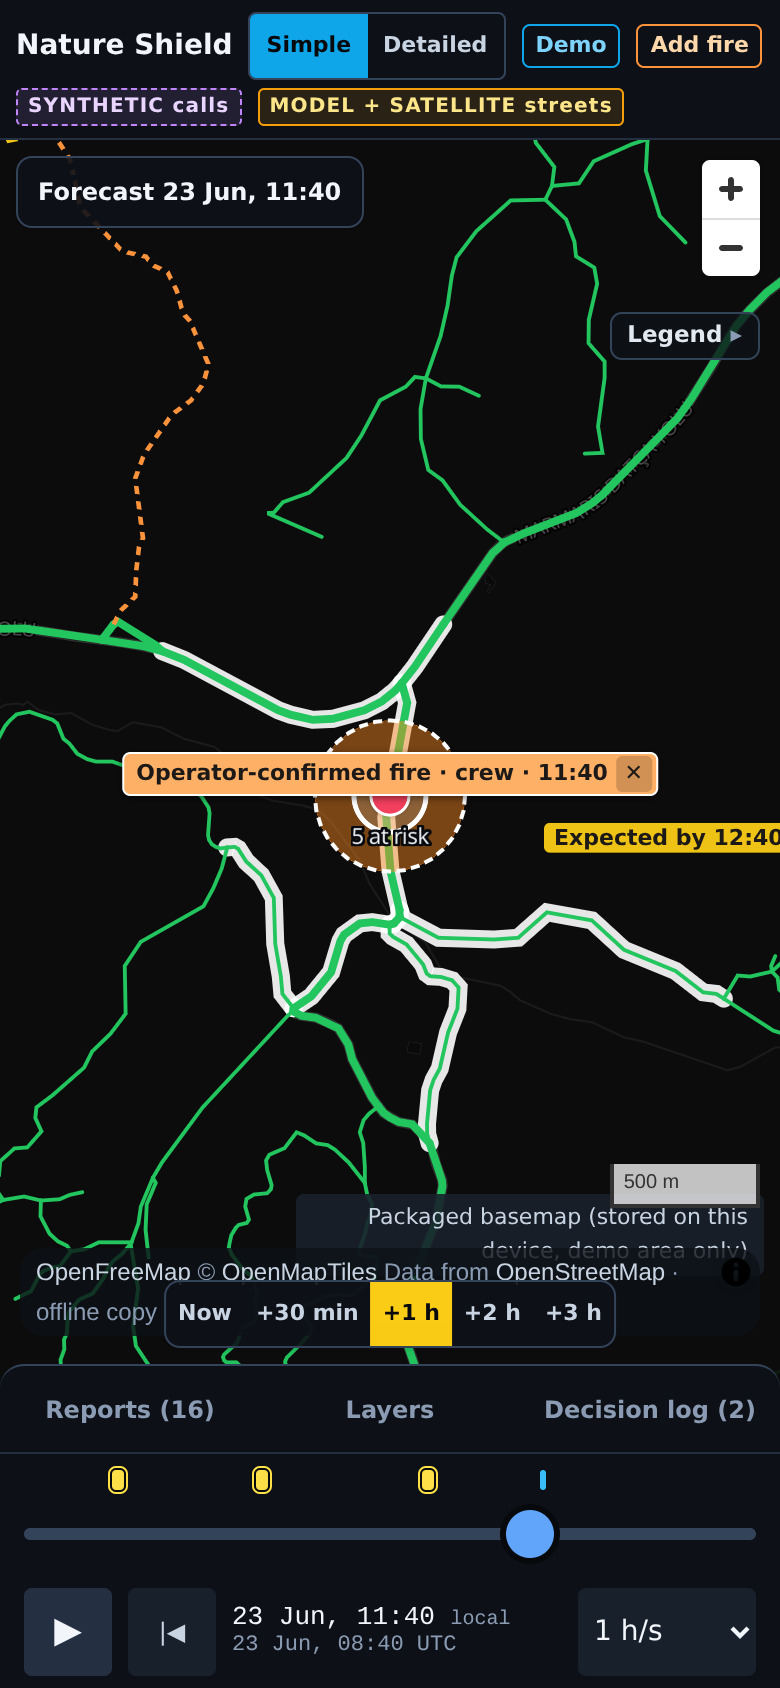 Nature Shield
Simple
Detailed
Demo
Add fire
SYNTHETIC calls
MODEL + SATELLITE streets
Forecast 23 Jun, 11:40
+
−
Legend ▸
Operator-confirmed fire · crew · 11:40 ✕
5 at risk
Expected by 12:40
500 m
Packaged basemap (stored on this
device, demo area only)
OpenFreeMap © OpenMapTiles Data from OpenStreetMap ·
offline copy
Now
+30 min
+1 h
+2 h
+3 h
Reports (16)
Layers
Decision log (2)
23 Jun, 11:40 local
23 Jun, 08:40 UTC
1 h/s